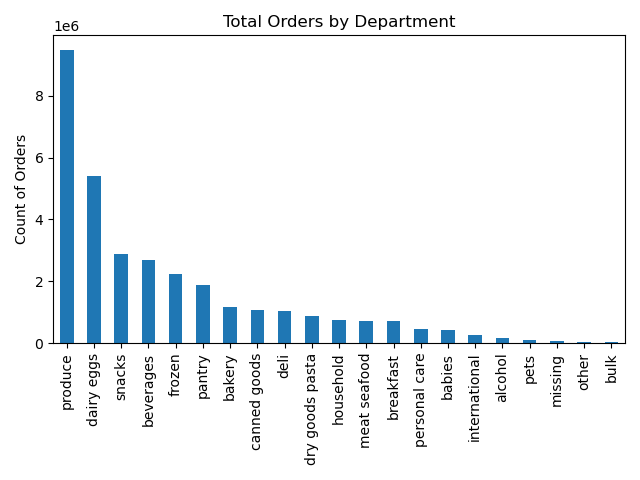 Total Orders by Department
1e6
Count of Orders
8
6
4
2
0
produce
dairy eggs
snacks
beverages
frozen
pantry
bakery
canned goods
deli
dry goods pasta
household
meat seafood
breakfast
personal care
babies
international
alcohol
pets
missing
other
bulk